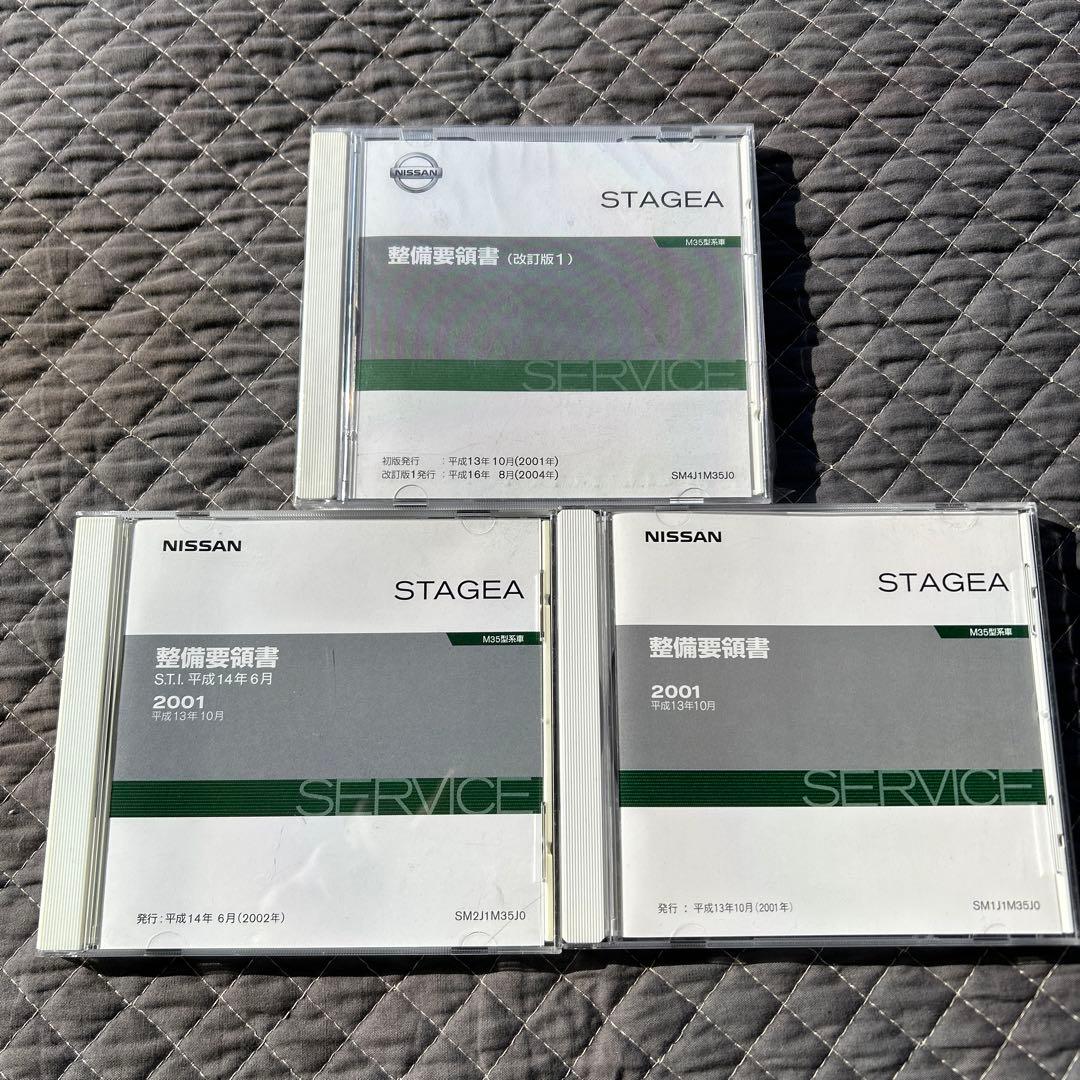 NISSAN
STAGEA
M35型系車
整備要領書(改訂版1)
SERVICE
初版発行 :平成13年10月(2001年)
改訂版1発行:平成16年 8月(2004年)
SM4J1M35J0
NISSAN
STAGEA
M35型系車
整備要領書
S.T.I. 平成14年6月
2001
平成13年10月
SERVICE
発行:平成14年 6月(2002年)
SM2J1M35J0
NISSAN
STAGEA
M35型系車
整備要領書
2001
平成13年10月
SERVICE
発行 : 平成13年10月(2001年)
SM1J1M35J0